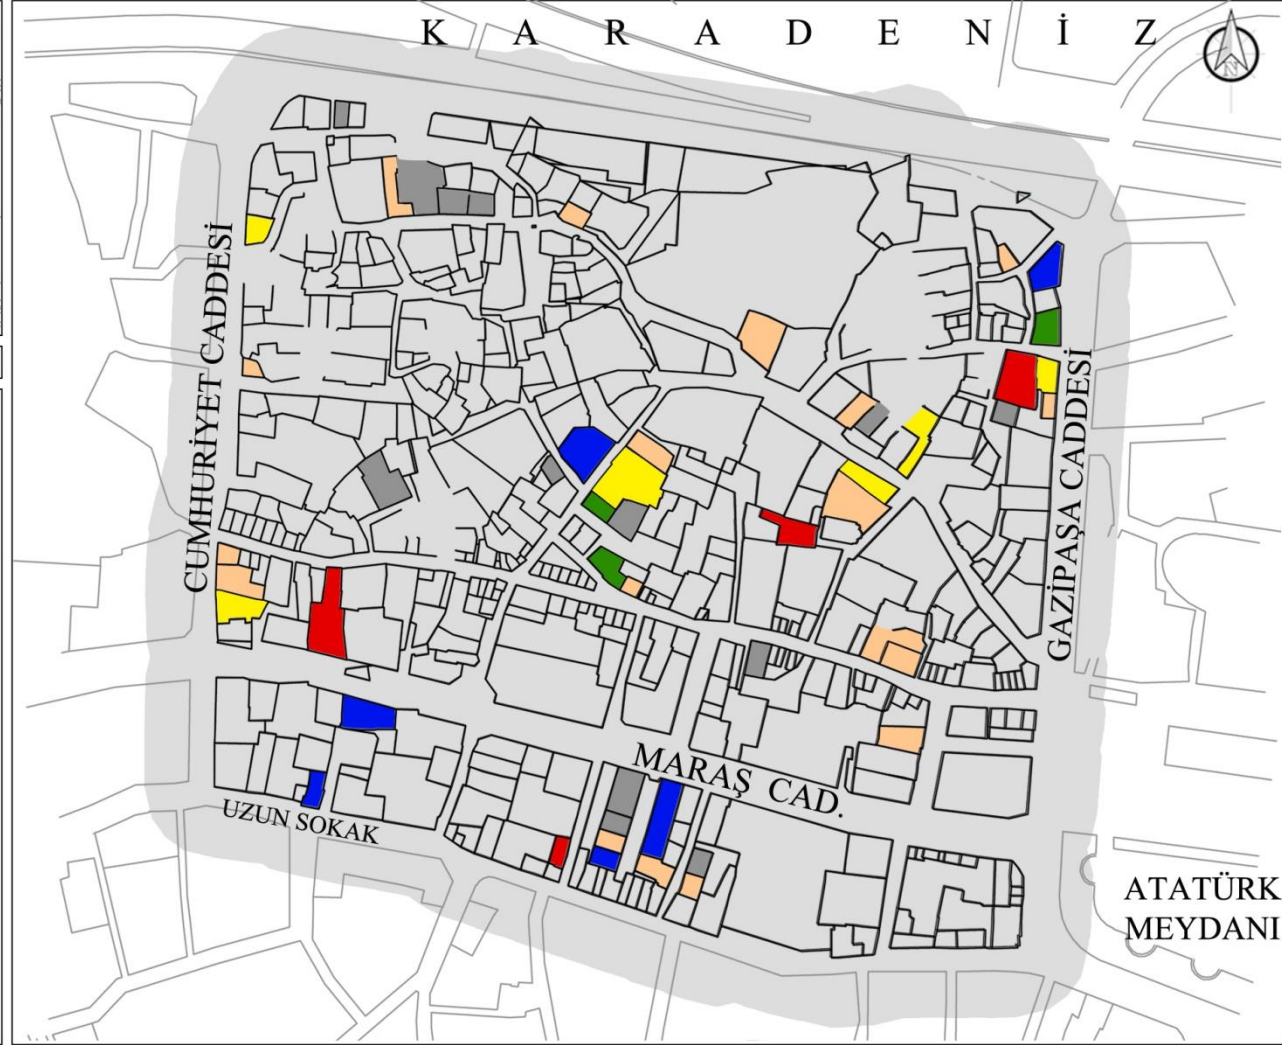 K A R A D E N İ Z
N
CUMHURİYET CADDESİ
GAZİPAŞA CADDESİ
MARAŞ CAD.
UZUN SOKAK
ATATÜRK
MEYDANI